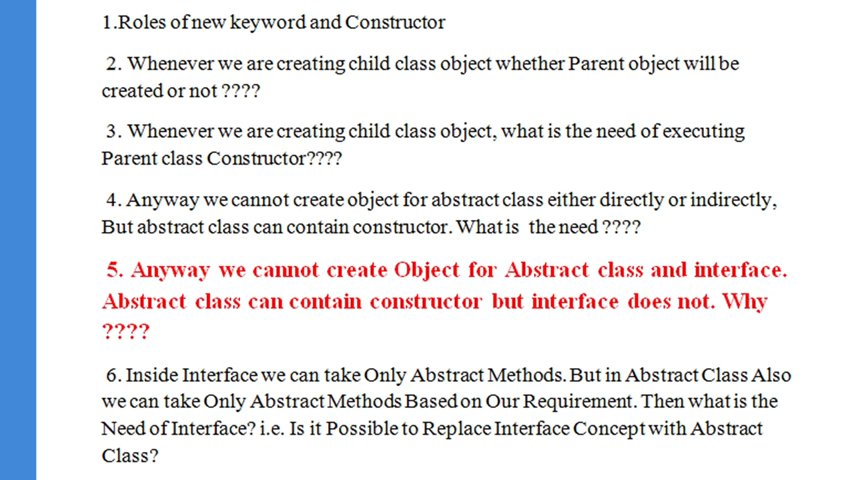 1.Roles of new keyword and Constructor
2. Whenever we are creating child class object whether Parent object will be
created or not ????
3. Whenever we are creating child class object, what is the need of executing
Parent class Constructor????
4. Anyway we cannot create object for abstract class either directly or indirectly,
But abstract class can contain constructor. What is the need ????
5. Anyway we cannot create Object for Abstract class and interface.
Abstract class can contain constructor but interface does not. Why
????
6. Inside Interface we can take Only Abstract Methods. But in Abstract Class Also
we can take Only Abstract Methods Based on Our Requirement. Then what is the
Need of Interface? i.e. Is it Possible to Replace Interface Concept with Abstract
Class?